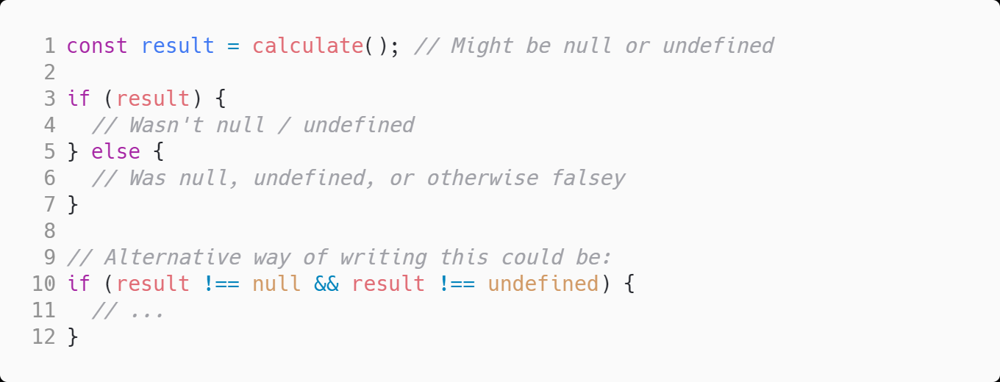 1 const result = calculate(); // Might be null or undefined
2
3 if (result) {
4   // Wasn't null / undefined
5 } else {
6   // Was null, undefined, or otherwise falsey
7 }
8
9 // Alternative way of writing this could be:
10 if (result !== null && result !== undefined) {
11   // ...
12 }